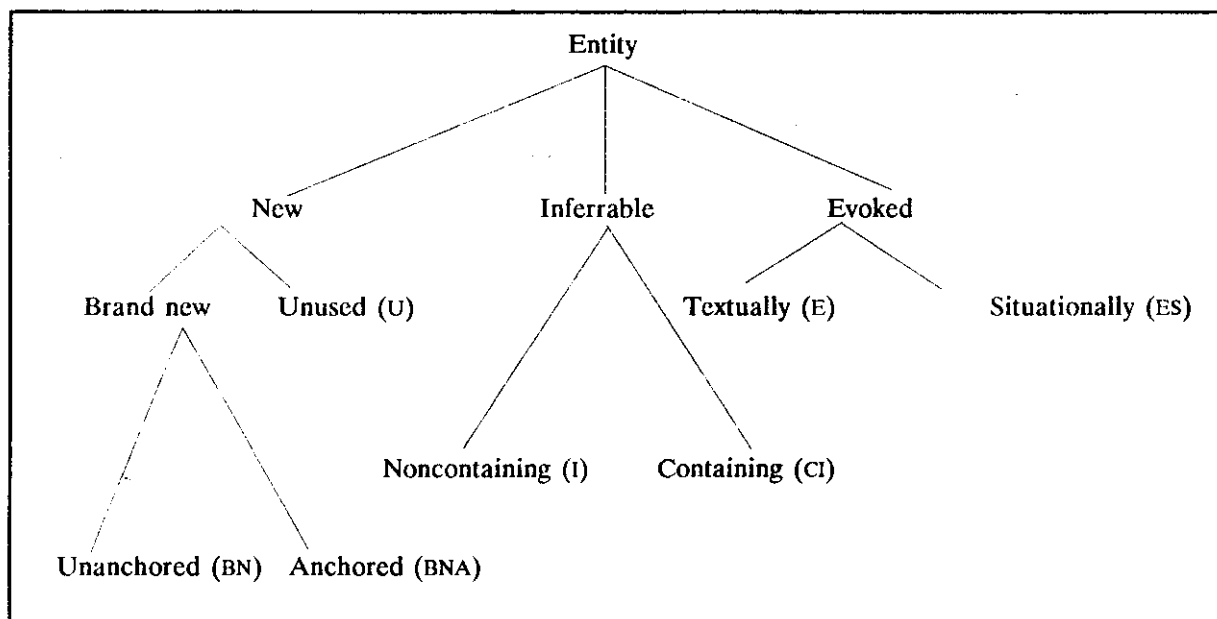 Entity
New Inferrable Evoked
Brand new Unused (U) Textually (E) Situationally (ES)
Noncontaining (I) Containing (CI)
Unanchored (BN) Anchored (BNA)